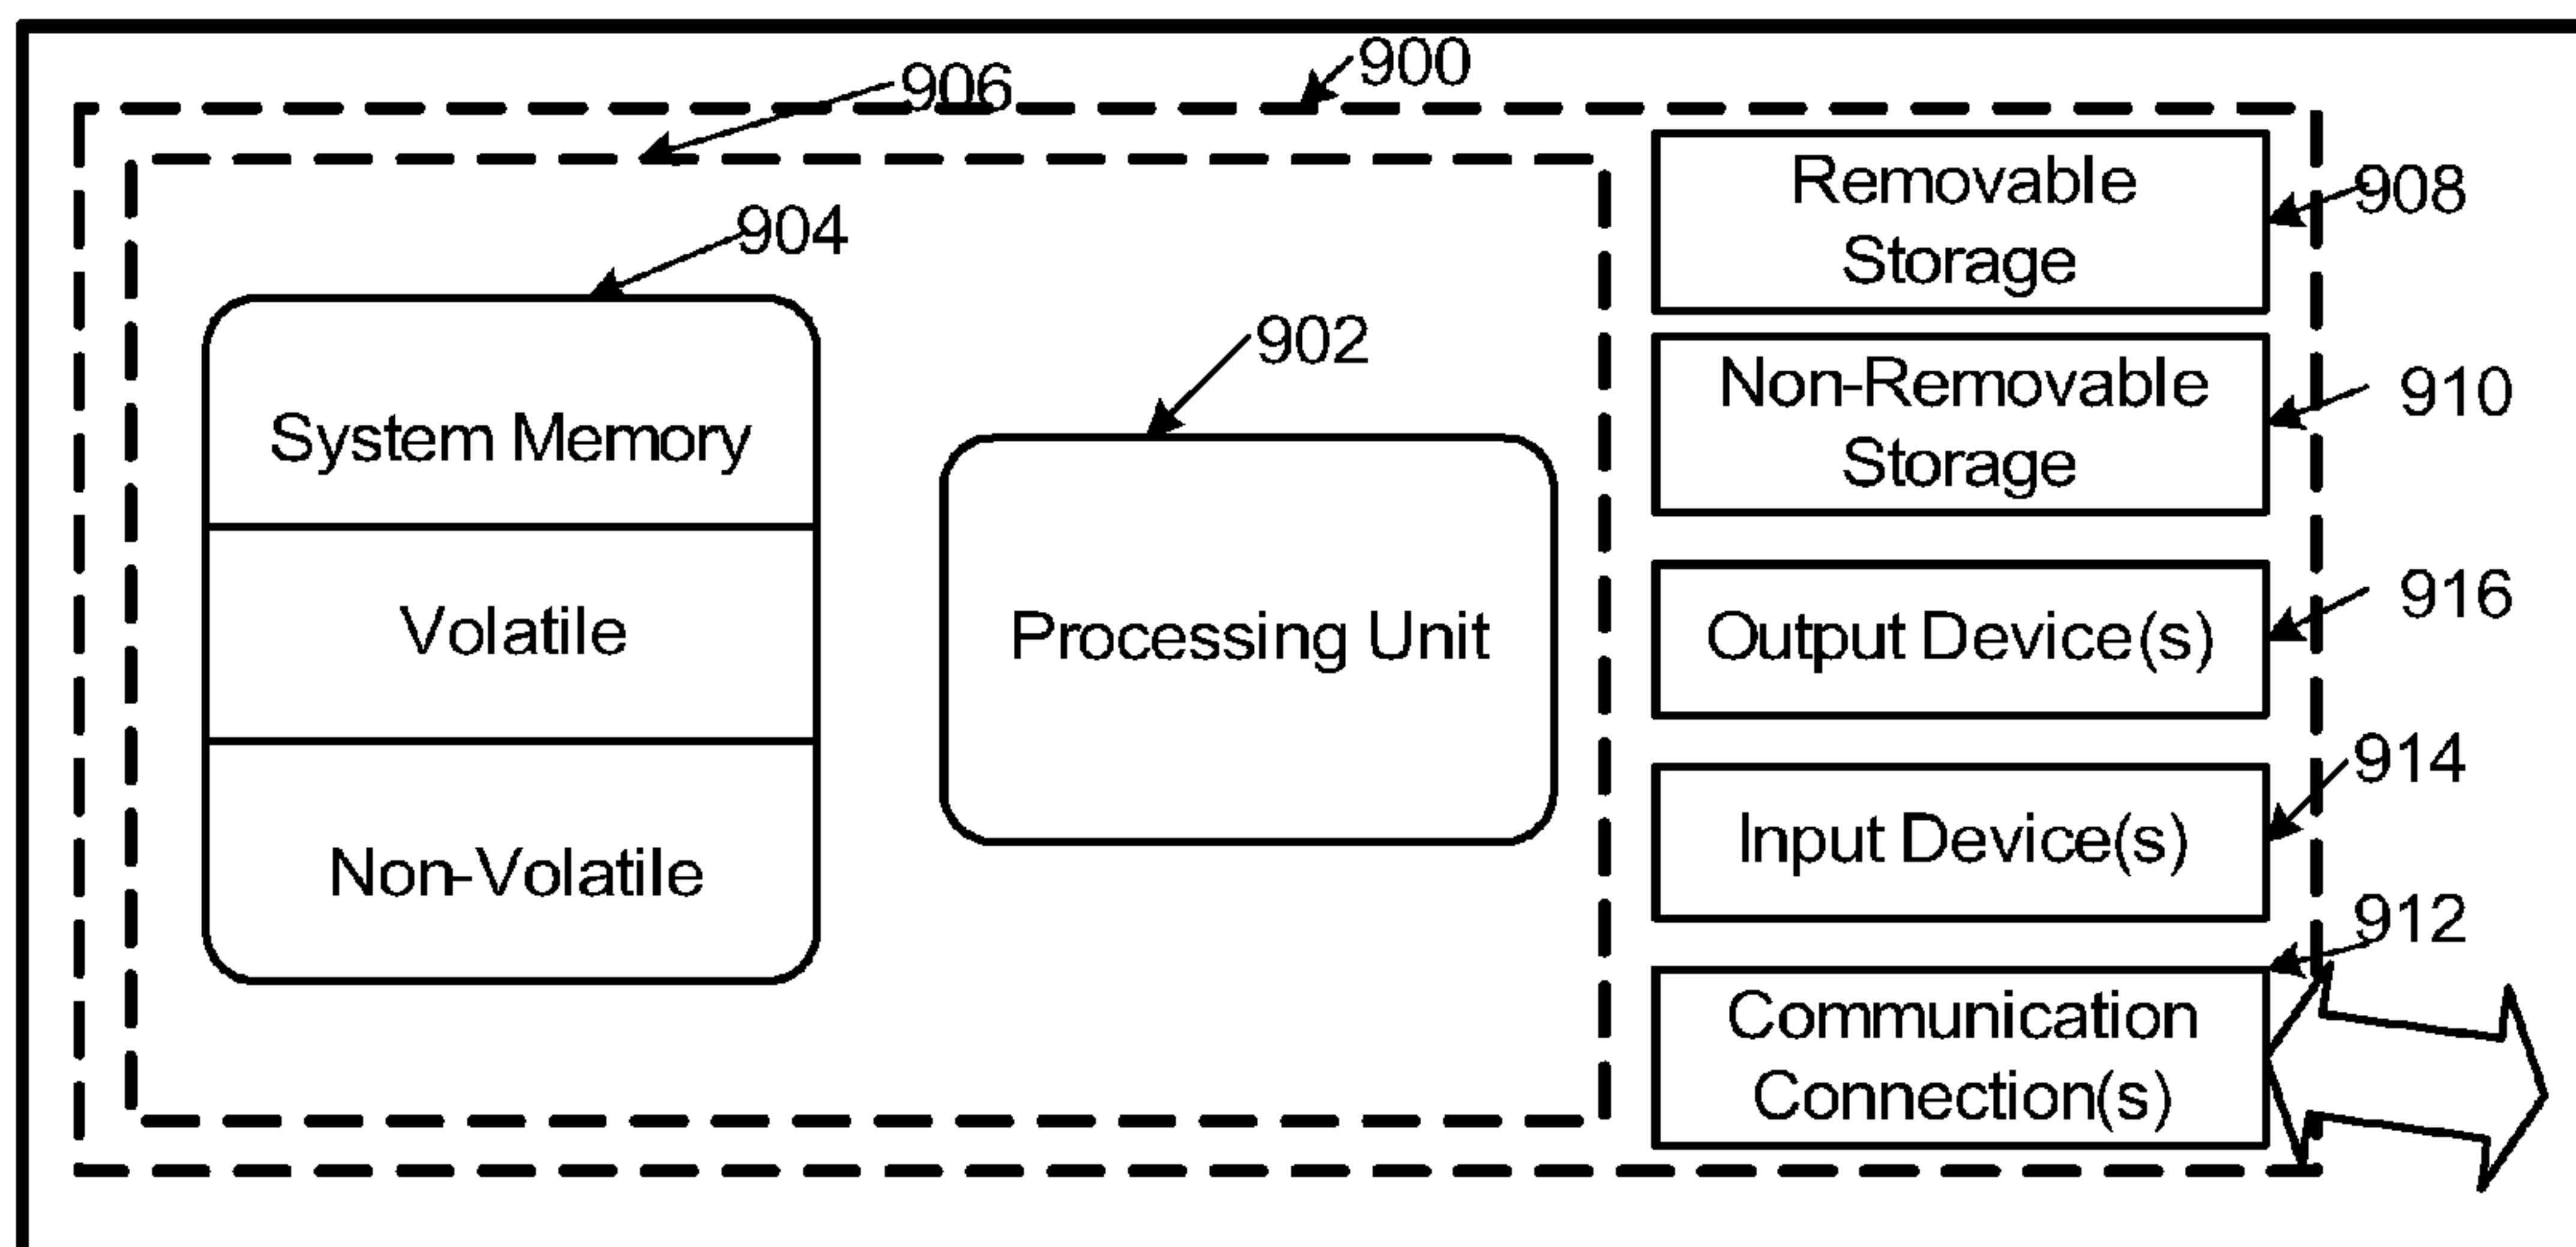 906
900
Removable
Storage
908
904
902
Non-Removable
Storage
910
System Memory
Volatile
Non-Volatile
Processing Unit
Output Device(s)
916
Input Device(s)
914
912
Communication
Connection(s)